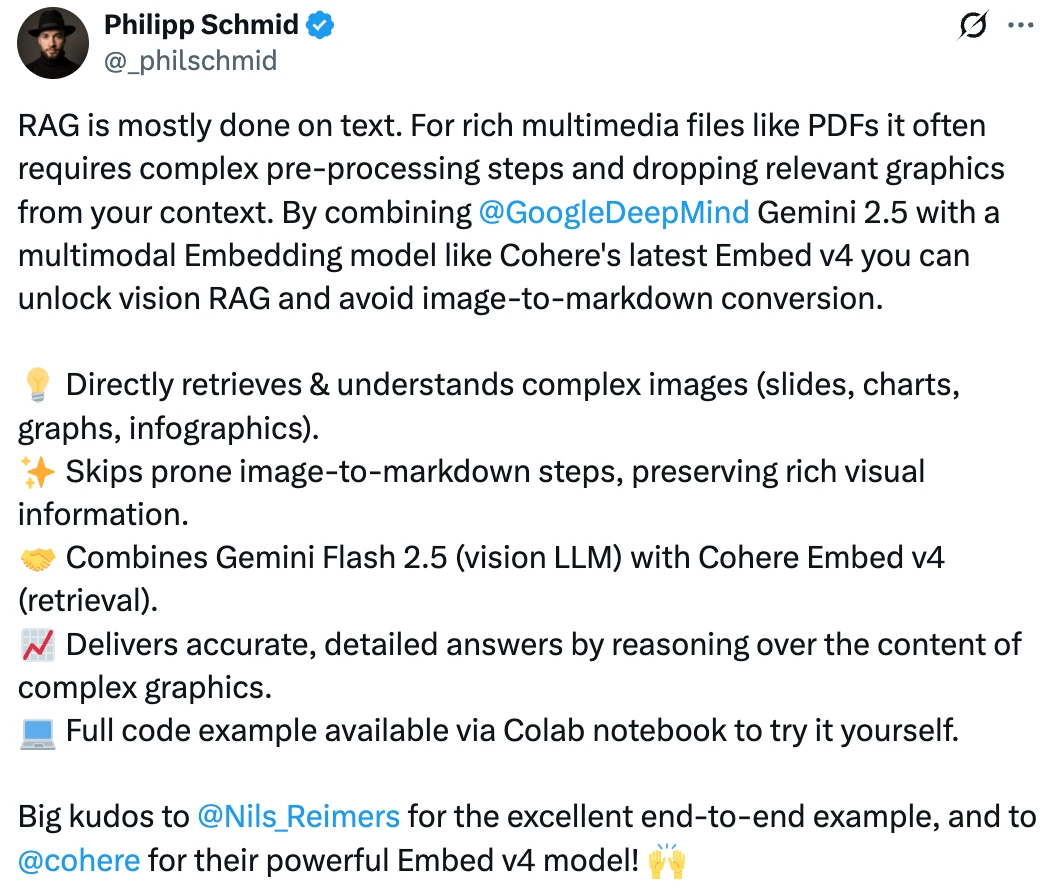 Philipp Schmid
@_philschmid
RAG is mostly done on text. For rich multimedia files like PDFs it often
requires complex pre-processing steps and dropping relevant graphics
from your context. By combining @GoogleDeepMind Gemini 2.5 with a
multimodal Embedding model like Cohere's latest Embed v4 you can
unlock vision RAG and avoid image-to-markdown conversion.
💡 Directly retrieves & understands complex images (slides, charts,
graphs, infographics).
✨ Skips prone image-to-markdown steps, preserving rich visual
information.
🤝 Combines Gemini Flash 2.5 (vision LLM) with Cohere Embed v4
(retrieval).
📈 Delivers accurate, detailed answers by reasoning over the content of
complex graphics.
💻 Full code example available via Colab notebook to try it yourself.
Big kudos to @Nils_Reimers for the excellent end-to-end example, and to
@cohere for their powerful Embed v4 model! 🙌